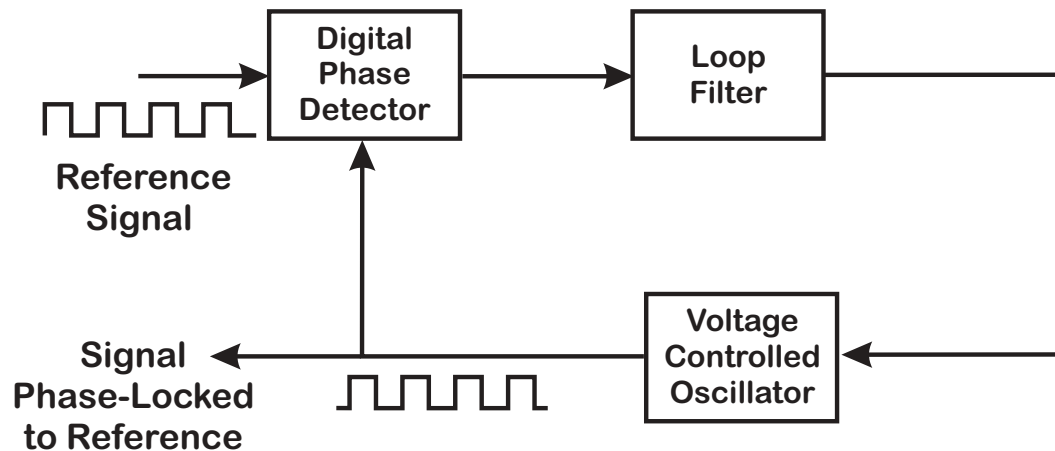 Digital
Phase
Detector
Loop
Filter
Reference
Signal
Voltage
Controlled
Oscillator
Signal
Phase-Locked
to Reference